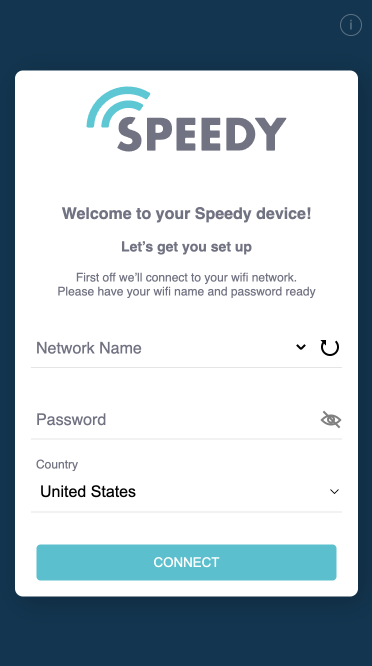 i
SPEEDY
Welcome to your Speedy device!
Let's get you set up
First off we'll connect to your wifi network.
Please have your wifi name and password ready
Network Name
Password
Country
United States
CONNECT